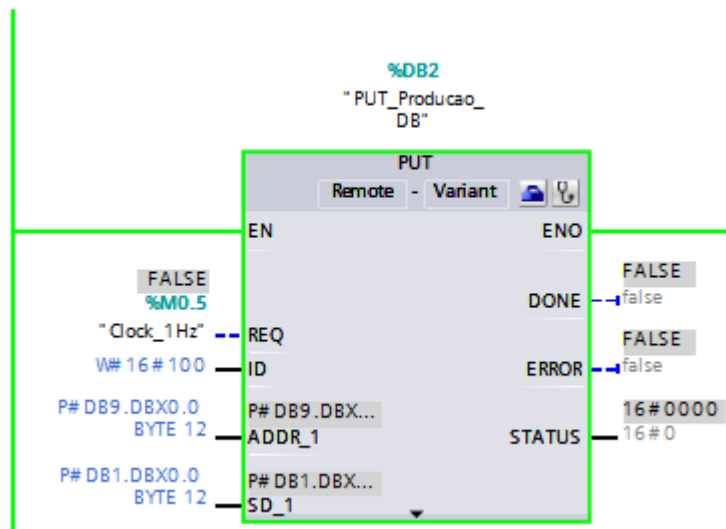 %DB2
"PUT_Producao_
DB"
PUT
Remote - Variant
EN
ENO
FALSE
%M0.5
"Clock_1Hz"
REQ
FALSE
DONE
false
W#16#100
ID
FALSE
ERROR
false
P#DB9.DBX0.0
BYTE 12
P#DB9.DBX...
ADDR_1
16#0000
STATUS
16#0
P#DB1.DBX0.0
BYTE 12
P#DB1.DBX...
SD_1